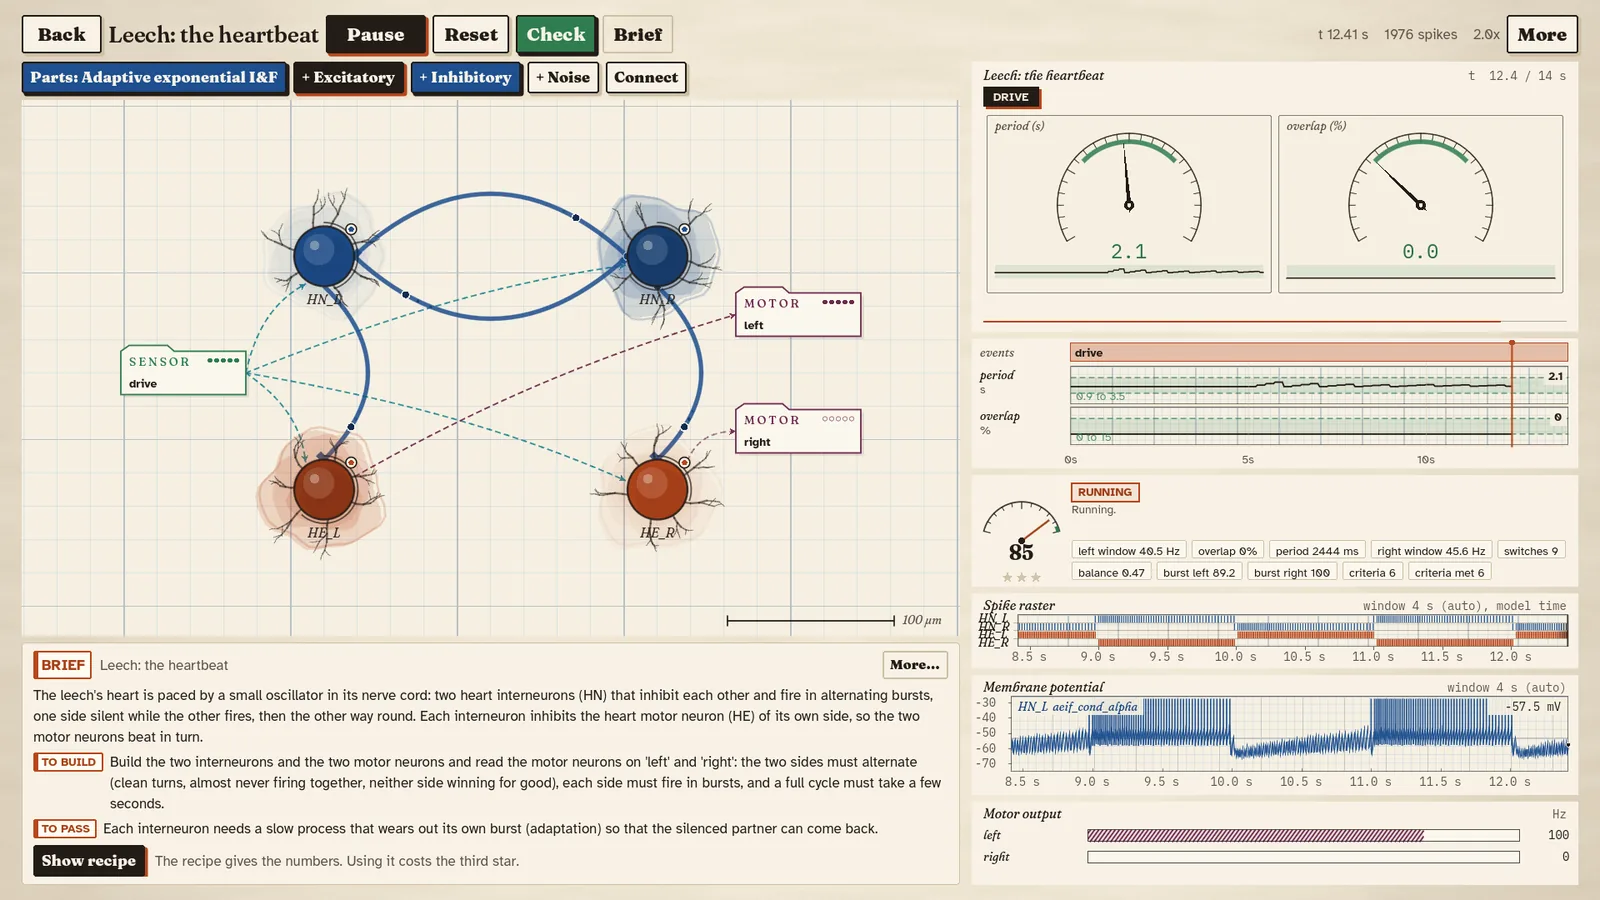 Back
Leech: the heartbeat
Pause
Reset
Check
Brief
t 12.41 s
1976 spikes
2.0x
More
Parts: Adaptive exponential I&F
+ Excitatory
+ Inhibitory
+ Noise
Connect
HN_L
HN_R
MOTOR
left
SENSOR
drive
MOTOR
right
HE_L
HE_R
100 µm
BRIEF
Leech: the heartbeat
More...
The leech's heart is paced by a small oscillator in its nerve cord: two heart interneurons (HN) that inhibit each other and fire in alternating bursts,
one side silent while the other fires, then the other way round. Each interneuron inhibits the heart motor neuron (HE) of its own side, so the two
motor neurons beat in turn.
TO BUILD
Build the two interneurons and the two motor neurons and read the motor neurons on 'left' and 'right': the two sides must alternate
(clean turns, almost never firing together, neither side winning for good), each side must fire in bursts, and a full cycle must take a few
seconds.
TO PASS
Each interneuron needs a slow process that wears out its own burst (adaptation) so that the silenced partner can come back.
Show recipe
The recipe gives the numbers. Using it costs the third star.
Leech: the heartbeat
t 12.4 / 14 s
DRIVE
period (s)
2.1
overlap (%)
0.0
events
drive
period
s
0.9 to 3.5
2.1
overlap
%
0 to 15
0
0s
5s
10s
85
RUNNING
Running.
left window 40.5 Hz
overlap 0%
period 2444 ms
right window 45.6 Hz
switches 9
balance 0.47
burst left 89.2
burst right 100
criteria 6
criteria met 6
Spike raster
window 4 s (auto), model time
HN_L
HN_R
HE_L
HE_R
8.5 s
9.0 s
9.5 s
10.0 s
10.5 s
11.0 s
11.5 s
12.0 s
Membrane potential
window 4 s (auto)
HN_L aeif_cond_alpha
-57.5 mV
-30
-40
-50
-60
-70
8.5 s
9.0 s
9.5 s
10.0 s
10.5 s
11.0 s
11.5 s
12.0 s
Motor output
Hz
left
100
right
0